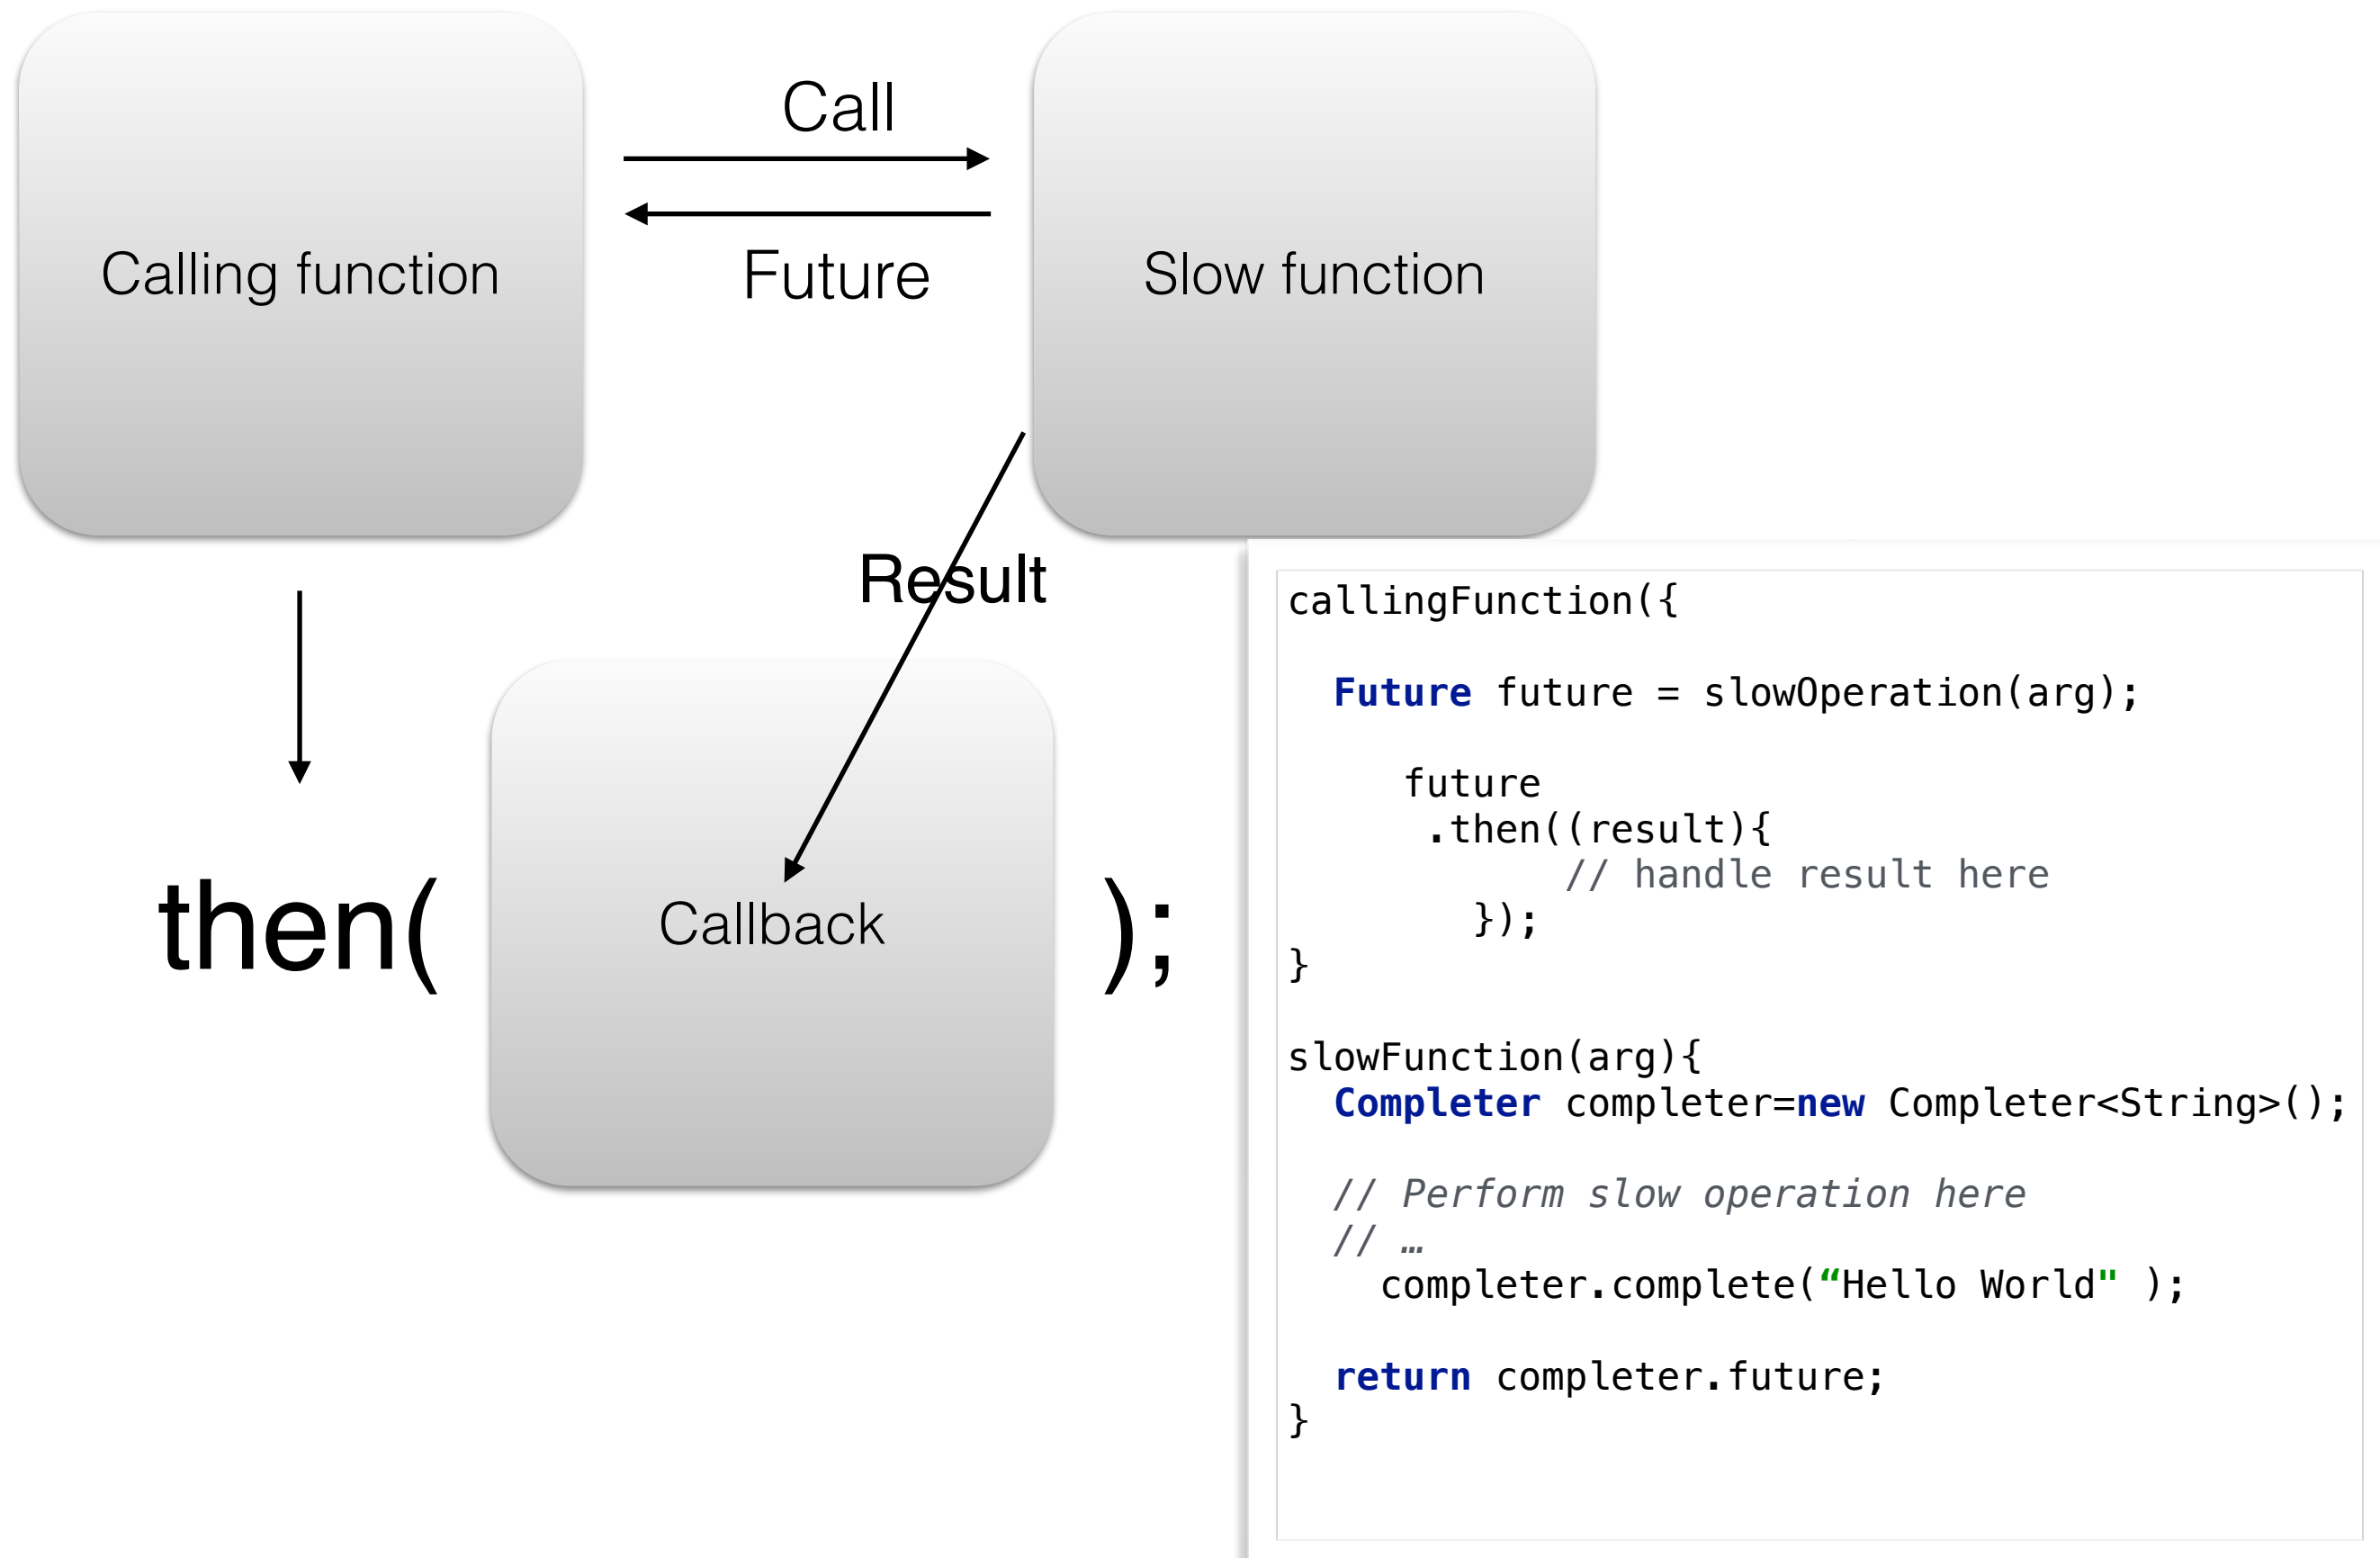 Call
Calling function
Future
Slow function
Result
then(
Callback
);
callingFunction({
Future future = slowOperation(arg);
future
.then((result){
// handle result here
});
}
slowFunction(arg){
Completer completer=new Completer<String>();
// Perform slow operation here
// …
completer.complete(“Hello World" );
return completer.future;
}